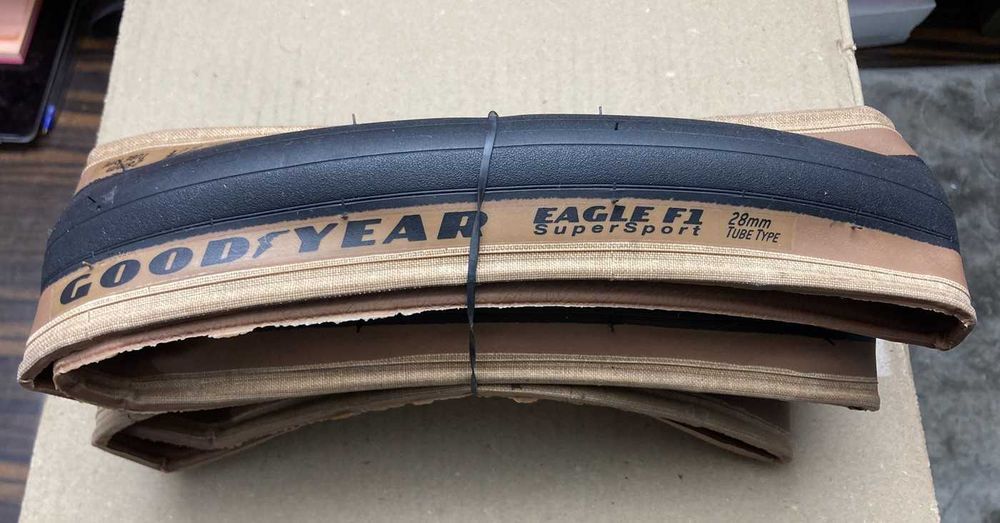 GOODYEAR
EAGLE F1
SuperSport
28mm
TUBE TYPE